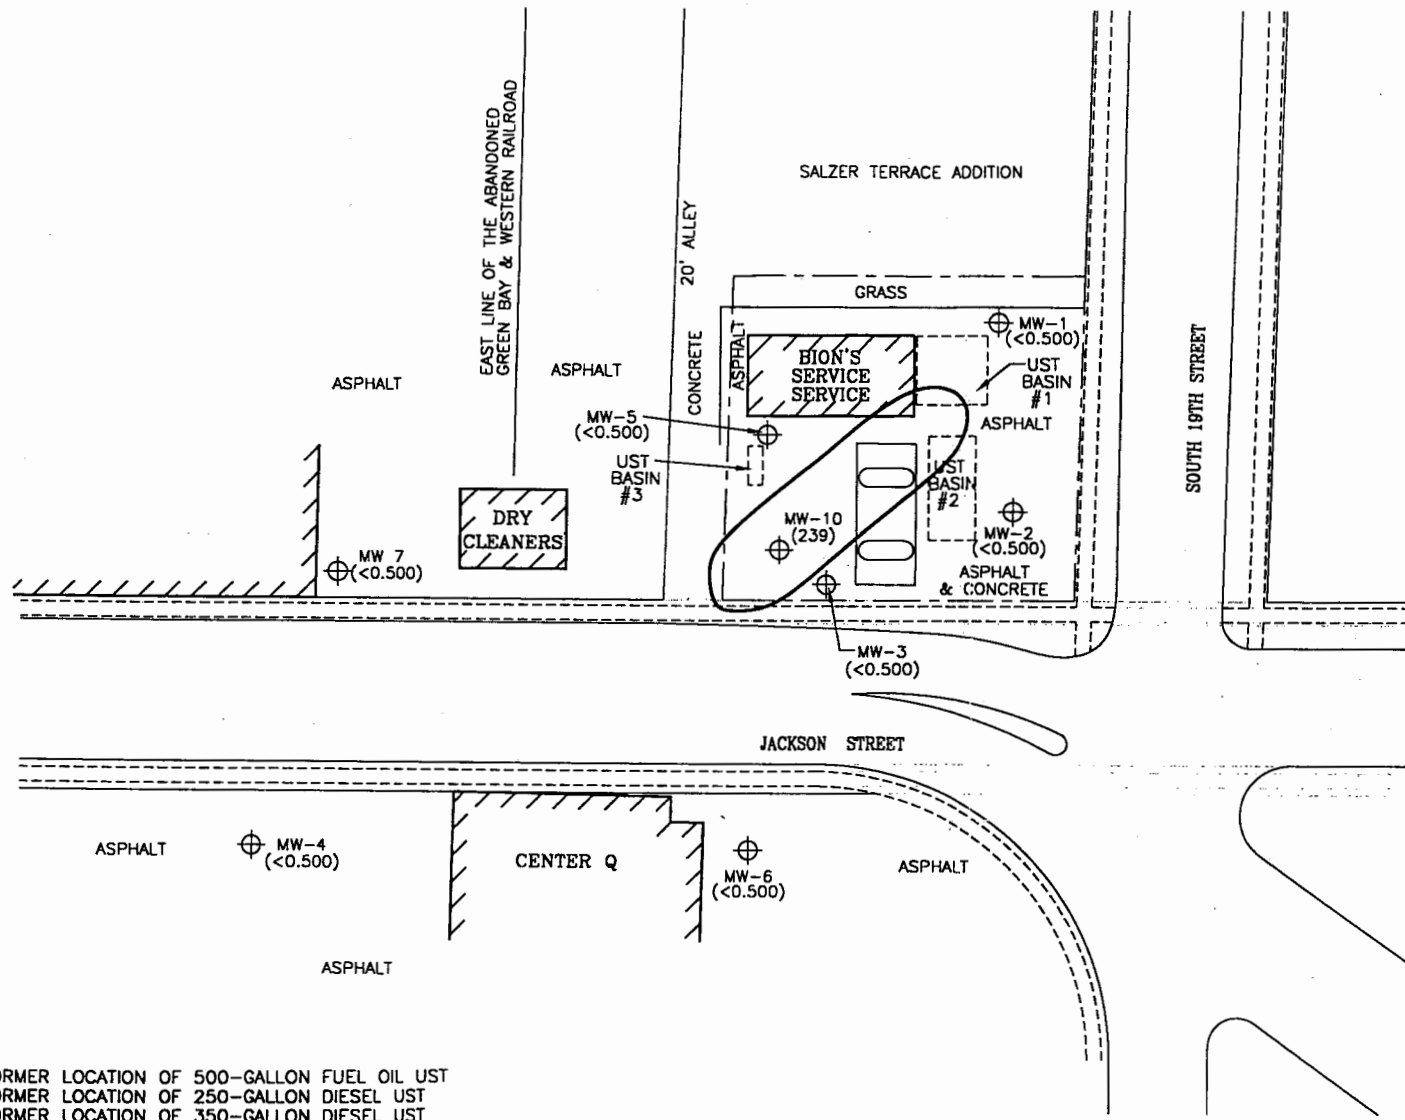 SALZER TERRACE ADDITION
EAST LINE OF THE ABANDONED
GREEN BAY & WESTERN RAILROAD
20' ALLEY
CONCRETE
GRASS
ASPHALT
BION'S
SERVICE
SERVICE
MW-1
(<0.500)
UST
BASIN
#1
ASPHALT
ASPHALT
ASPHALT
SOUTH 19TH STREET
MW-5
(<0.500)
UST
BASIN
#3
UST
BASIN
#2
MW-10
(239)
MW-2
(<0.500)
ASPHALT
& CONCRETE
DRY
CLEANERS
MW 7
(<0.500)
MW-3
(<0.500)
JACKSON STREET
ASPHALT
MW-4
(<0.500)
CENTER Q
MW-6
(<0.500)
ASPHALT
ASPHALT
ORMER LOCATION OF 500-GALLON FUEL OIL UST
ORMER LOCATION OF 250-GALLON DIESEL UST
ORMER LOCATION OF 350-GALLON DIESEL UST